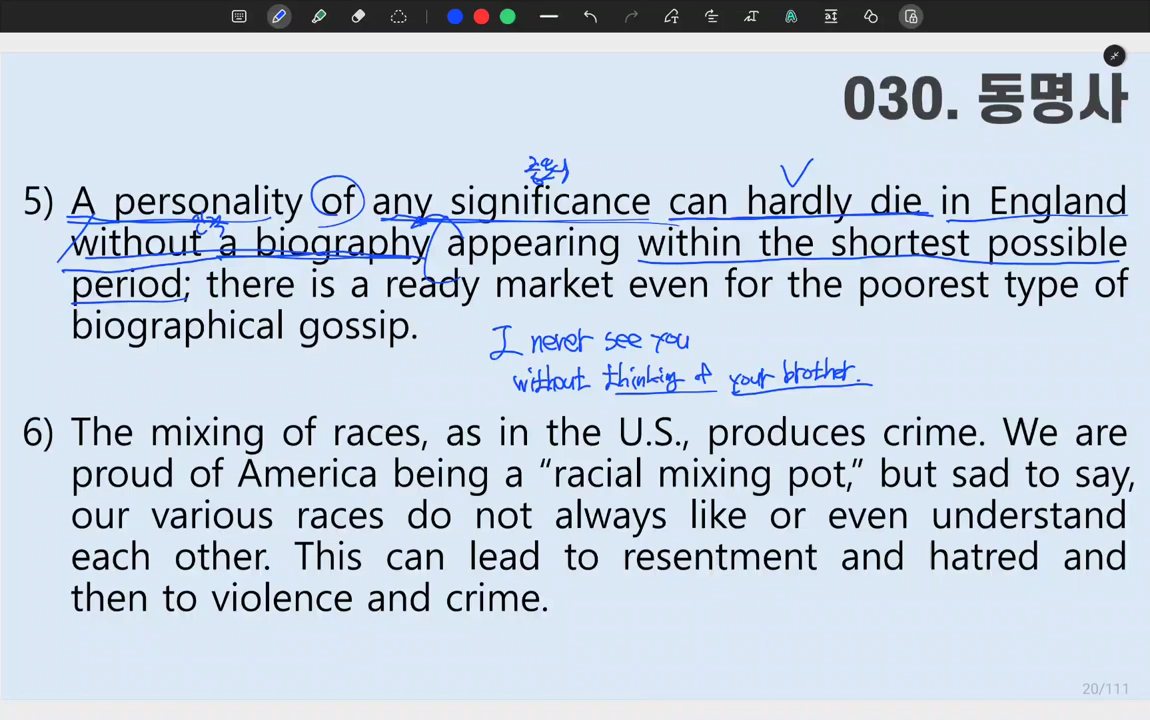 030. 동명사
5) A personality of any significance can hardly die in England
without a biography appearing within the shortest possible
period; there is a ready market even for the poorest type of
biographical gossip.
I never see you
without thinking of your brother.
6) The mixing of races, as in the U.S., produces crime. We are
proud of America being a “racial mixing pot,” but sad to say,
our various races do not always like or even understand
each other. This can lead to resentment and hatred and
then to violence and crime.
20/111